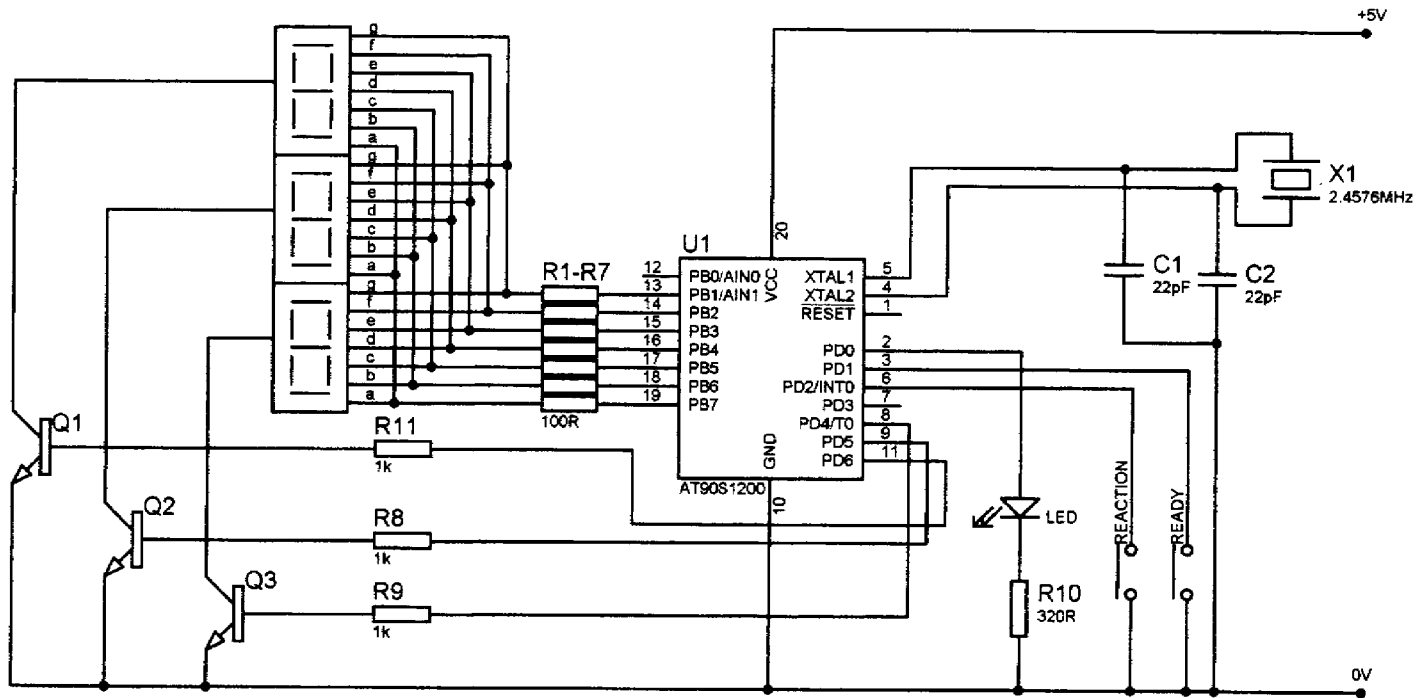 +5V
g
f
e
d
c
b
a
g
f
e
d
c
b
a
g
f
e
d
c
b
a
R1-R7
100R
U1
20
VCC
12 PB0/AIN0
13 PB1/AIN1
14 PB2
15 PB3
16 PB4
17 PB5
18 PB6
19 PB7
XTAL1 5
XTAL2 4
RESET 1
PD0 2
PD1 3
PD2/INT0 6
PD3 7
PD4/T0 8
PD5 9
PD6 11
GND
10
AT90S1200
X1
2.4576MHz
C1
22pF
C2
22pF
Q1
R11
1k
Q2
R8
1k
Q3
R9
1k
LED
R10
320R
REACTION
READY
0V